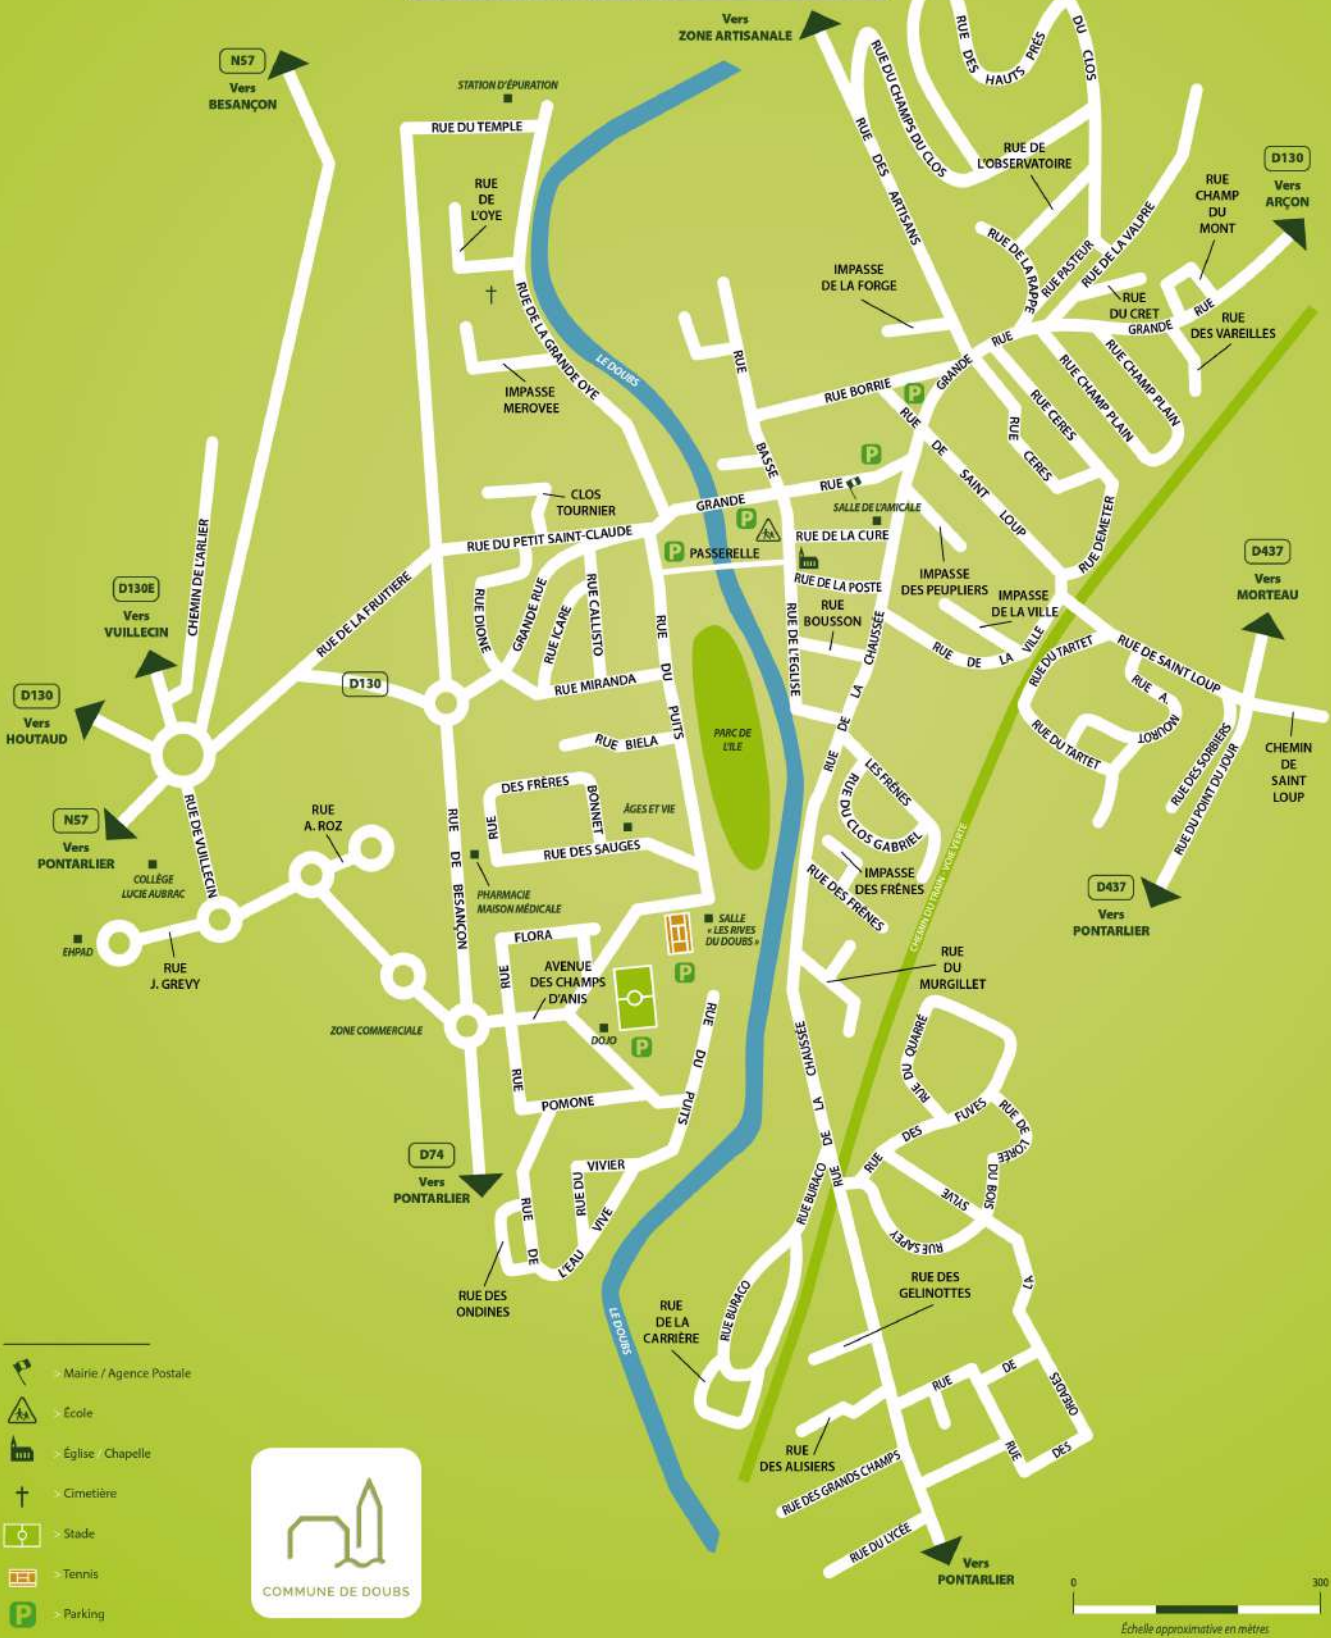 Vers
ZONE ARTISANALE
N57
Vers
BESANÇON
STATION D'ÉPURATION
RUE DU TEMPLE
RUE
DE
L'OYE
RUE DU CHAMPS DU CLOS
RUE DES HAUTS PRÉS
DU CLOS
RUE DES ARTISANS
RUE DE
L'OBSERVATOIRE
D130
Vers
ARÇON
RUE
CHAMP
DU
MONT
RUE DE LA RAPPE
RUE PASTEUR
RUE DE LA VALPRE
IMPASSE
DE LA FORGE
RUE
DU CRET
GRANDE RUE
RUE
DES VAREILLES
RUE DE LA GRANDE OYE
LE DOUBS
IMPASSE
MEROVEE
RUE BASSE
RUE BORRIE
P
GRANDE RUE
RUE CERES
RUE CERES
RUE CHAMP PLAIN
RUE CHAMP PLAIN
RUE DE SAINT LOUP
RUE DEMETER
CLOS
TOURNIER
GRANDE RUE
P
SALLE DE L'AMICALE
RUE DU PETIT SAINT-CLAUDE
P
P
PASSERELLE
RUE DE LA CURE
RUE DE LA POSTE
IMPASSE
DES PEUPLIERS
IMPASSE
DE LA VILLE
RUE DE LA VILLE
RUE
BOUSSON
RUE DE L'EGLISE
RUE DE LA CHAUSSÉE
D437
Vers
MORTEAU
CHEMIN DE L'ARLIER
D130E
Vers
VUILLECIN
RUE DE LA FRUITIERE
RUE DIONE
GRANDE RUE
RUE ICARE
RUE CALLISTO
RUE MIRANDA
RUE DU PUITS
RUE BIELA
D130
D130
Vers
HOUTAUD
PARC DE
L'ILE
RUE DU TARTET
RUE DU TARTET
RUE DE SAINT LOUP
RUE A. MOUROT
RUE DES SORBIERS
RUE DU POINT DU JOUR
CHEMIN
DE
SAINT
LOUP
N57
Vers
PONTARLIER
RUE DE VUILLECIN
RUE
A. ROZ
COLLÈGE
LUCIE AUBRAC
RUE DE BESANÇON
RUE DES FRÈRES BONNET
ÂGES ET VIE
RUE DES SAUGES
PHARMACIE
MAISON MÉDICALE
LES FRÊNES
RUE DU CLOS GABRIEL
IMPASSE
DES FRÊNES
RUE DES FRÊNES
CHEMIN DU TRAIN - VOIE VERTE
D437
Vers
PONTARLIER
EHPAD
RUE
J. GREVY
RUE FLORA
AVENUE
DES CHAMPS
D'ANIS
SALLE
« LES RIVES
DU DOUBS »
P
RUE
DU
MURGILLET
ZONE COMMERCIALE
DOJO
P
RUE POMONE
RUE DU PUITS
RUE DE LA CHAUSSÉE
RUE DU QUARRÉ
RUE DES FUVES
RUE DE L'ORÉE DU BOIS
D74
Vers
PONTARLIER
RUE DU VIVIER
RUE DE L'EAU VIVE
RUE DES
ONDINES
RUE BURACO
RUE BURACO
RUE
SYLVE
RUE SAPEY
LA
RUE DES
GELINOTTES
RUE
DE LA
CARRIÈRE
LE DOUBS
RUE DE
RUE DES OREADES
RUE
DES ALISIERS
RUE DES GRANDS CHAMPS
RUE DU LYCÉE
Vers
PONTARLIER
> Mairie / Agence Postale
> École
> Église / Chapelle
> Cimetière
> Stade
> Tennis
P > Parking
COMMUNE DE DOUBS
0 300
Échelle approximative en mètres